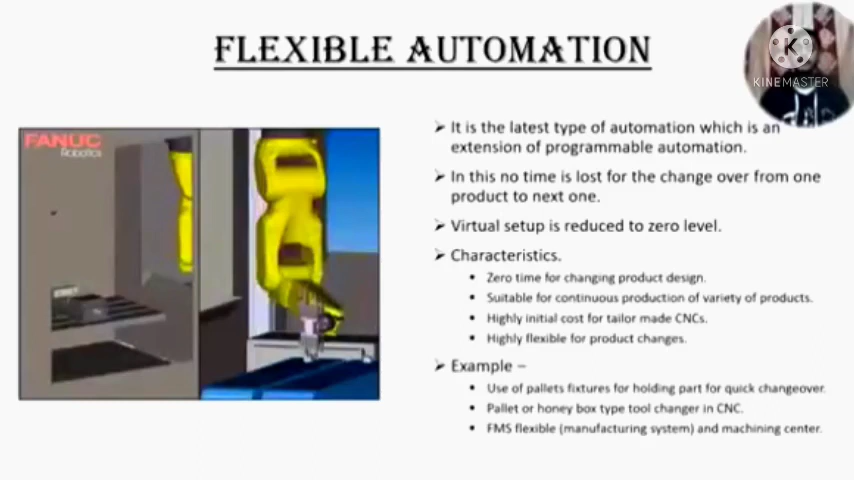 FLEXIBLE AUTOMATION
KINEMASTER
FANUC
Robotics
➢ It is the latest type of automation which is an
extension of programmable automation.
➢ In this no time is lost for the change over from one
product to next one.
➢ Virtual setup is reduced to zero level.
➢ Characteristics.
• Zero time for changing product design.
• Suitable for continuous production of variety of products.
• Highly initial cost for tailor made CNCs.
• Highly flexible for product changes.
➢ Example –
• Use of pallets fixtures for holding part for quick changeover.
• Pallet or honey box type tool changer in CNC.
• FMS flexible (manufacturing system) and machining center.